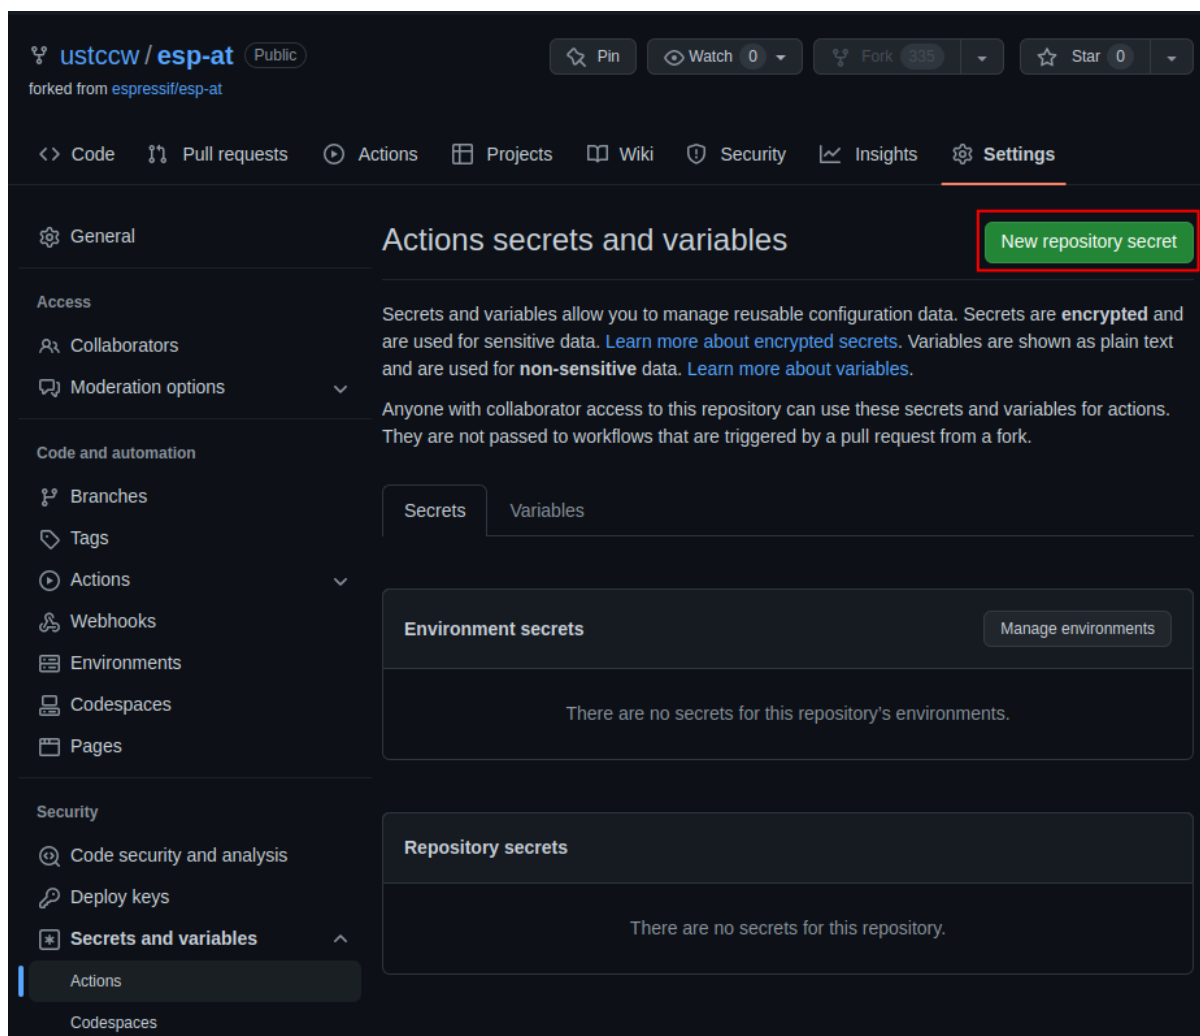 ustccw / esp-at Public
Pin
Watch 0
Fork 335
Star 0
forked from espressif/esp-at
Code
Pull requests
Actions
Projects
Wiki
Security
Insights
Settings
General
Access
Collaborators
Moderation options
Code and automation
Branches
Tags
Actions
Webhooks
Environments
Codespaces
Pages
Security
Code security and analysis
Deploy keys
Secrets and variables
Actions
Codespaces
Actions secrets and variables
New repository secret
Secrets and variables allow you to manage reusable configuration data. Secrets are encrypted and
are used for sensitive data. Learn more about encrypted secrets. Variables are shown as plain text
and are used for non-sensitive data. Learn more about variables.
Anyone with collaborator access to this repository can use these secrets and variables for actions.
They are not passed to workflows that are triggered by a pull request from a fork.
Secrets
Variables
Environment secrets
Manage environments
There are no secrets for this repository's environments.
Repository secrets
There are no secrets for this repository.